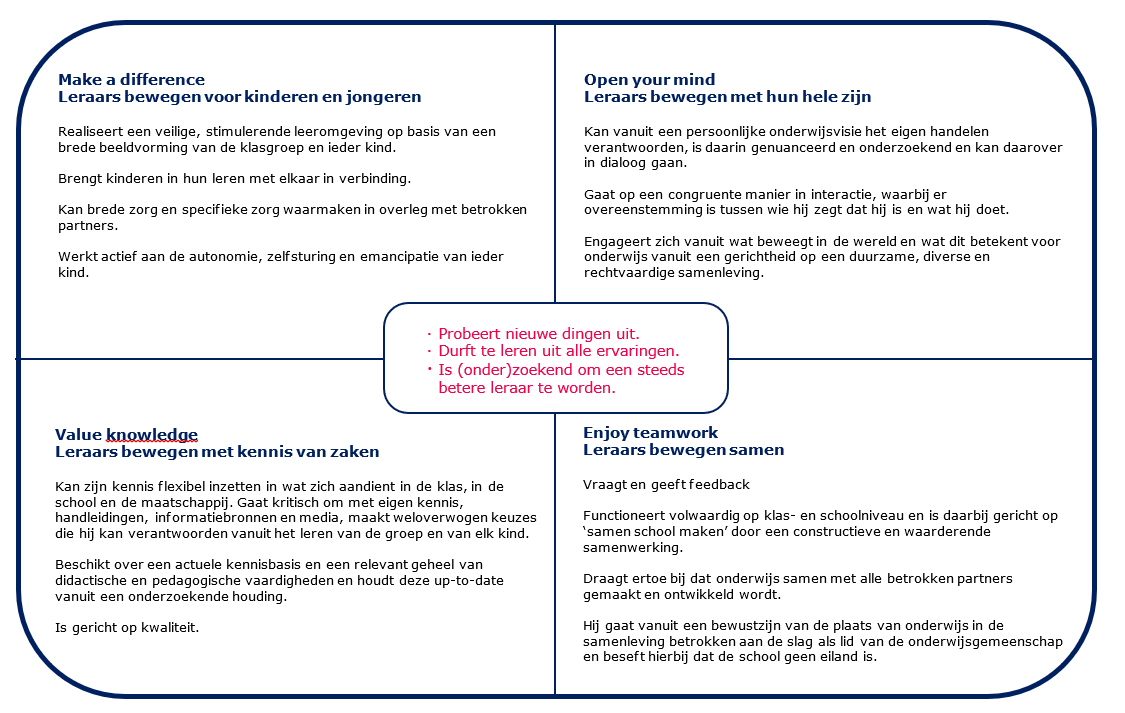 Make a difference
Leraars bewegen voor kinderen en jongeren
Realiseert een veilige, stimulerende leeromgeving op basis van een
brede beeldvorming van de klasgroep en ieder kind.
Brengt kinderen in hun leren met elkaar in verbinding.
Kan brede zorg en specifieke zorg waarmaken in overleg met betrokken
partners.
Werkt actief aan de autonomie, zelfsturing en emancipatie van ieder
kind.
Open your mind
Leraars bewegen met hun hele zijn
Kan vanuit een persoonlijke onderwijsvisie het eigen handelen
verantwoorden, is daarin genuanceerd en onderzoekend en kan daarover
in dialoog gaan.
Gaat op een congruente manier in interactie, waarbij er
overeenstemming is tussen wie hij zegt dat hij is en wat hij doet.
Engageert zich vanuit wat beweegt in de wereld en wat dit betekent voor
onderwijs vanuit een gerichtheid op een duurzame, diverse en
rechtvaardige samenleving.
· Probeert nieuwe dingen uit.
· Durft te leren uit alle ervaringen.
· Is (onder)zoekend om een steeds
betere leraar te worden.
Value knowledge
Leraars bewegen met kennis van zaken
Kan zijn kennis flexibel inzetten in wat zich aandient in de klas, in de
school en de maatschappij. Gaat kritisch om met eigen kennis,
handleidingen, informatiebronnen en media, maakt weloverwogen keuzes
die hij kan verantwoorden vanuit het leren van de groep en van elk kind.
Beschikt over een actuele kennisbasis en een relevant geheel van
didactische en pedagogische vaardigheden en houdt deze up-to-date
vanuit een onderzoekende houding.
Is gericht op kwaliteit.
Enjoy teamwork
Leraars bewegen samen
Vraagt en geeft feedback
Functioneert volwaardig op klas- en schoolniveau en is daarbij gericht op
‘samen school maken’ door een constructieve en waarderende
samenwerking.
Draagt ertoe bij dat onderwijs samen met alle betrokken partners
gemaakt en ontwikkeld wordt.
Hij gaat vanuit een bewustzijn van de plaats van onderwijs in de
samenleving betrokken aan de slag als lid van de onderwijsgemeenschap
en beseft hierbij dat de school geen eiland is.